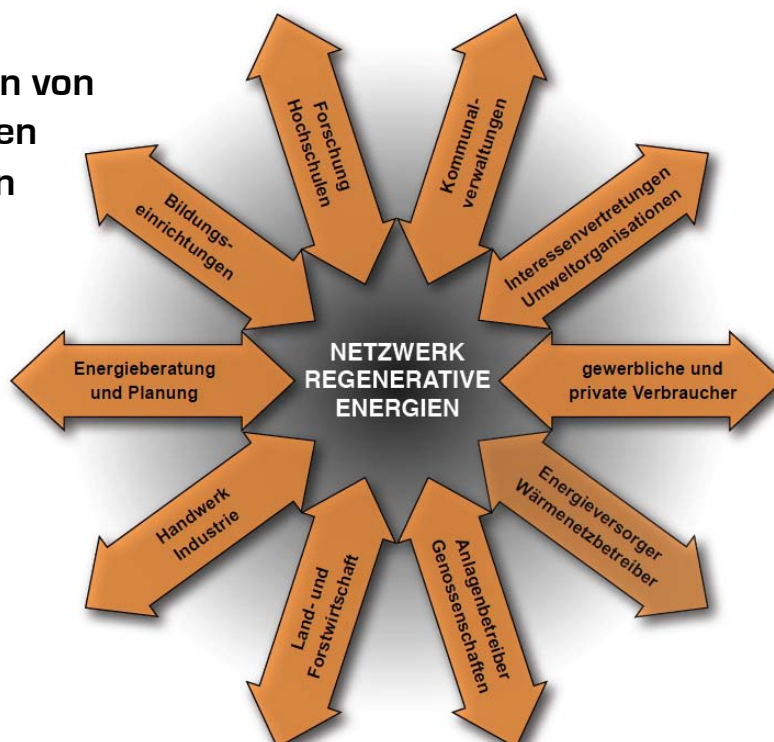 n von
en
n
Forschung
Hochschulen
Kommunal-
verwaltungen
Bildungs-
einrichtungen
Interessenvertretungen
Umweltorganisationen
Energieberatung
und Planung
NETZWERK
REGENERATIVE
ENERGIEN
gewerbliche und
private Verbraucher
Handwerk
Industrie
Energieversorger
Wärmenetzbetreiber
Land- und
Forstwirtschaft
Anlagenbetreiber
Genossenschaften